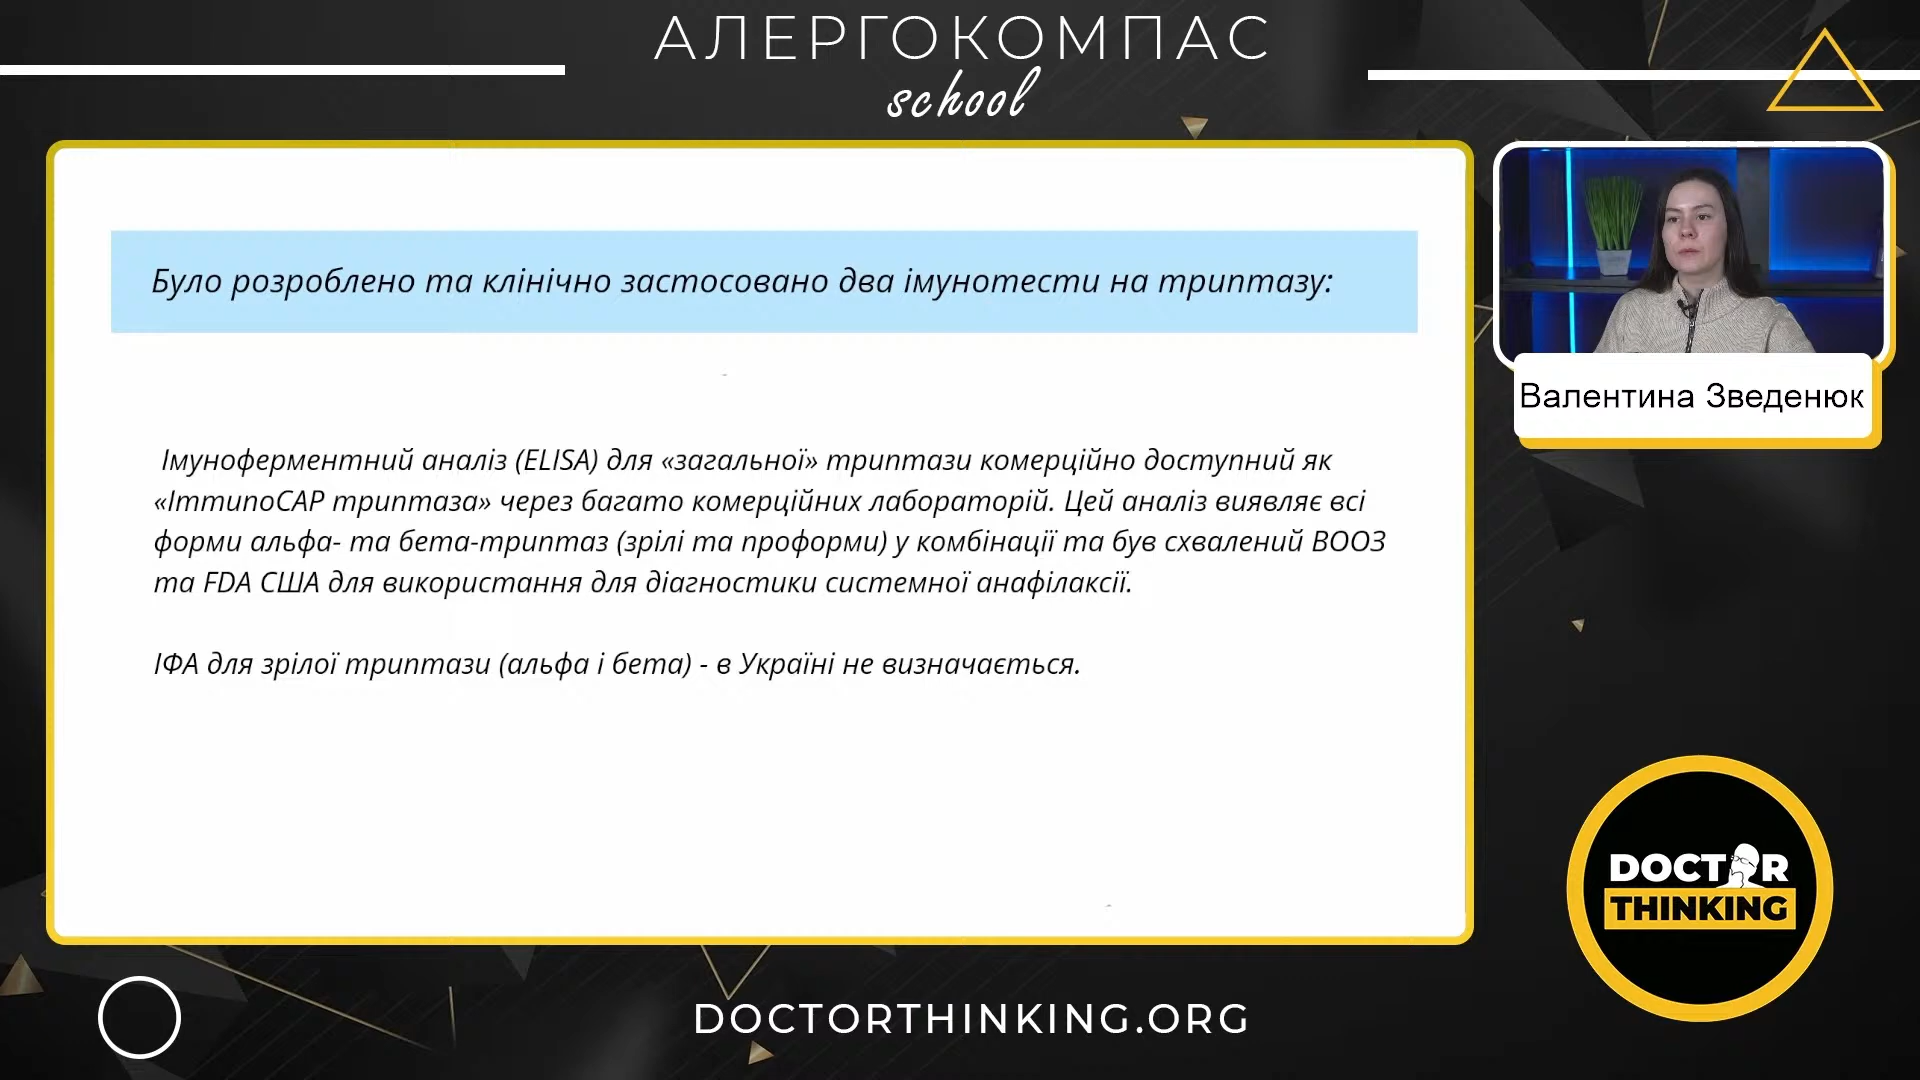 АЛЕРГОКОМПАС
school
Було розроблено та клінічно застосовано два імунотести на триптазу:
Імуноферментний аналіз (ELISA) для «загальної» триптази комерційно доступний як
«ImmunoCAP триптаза» через багато комерційних лабораторій. Цей аналіз виявляє всі
форми альфа- та бета-триптаз (зрілі та проформи) у комбінації та був схвалений ВООЗ
та FDA США для використання для діагностики системної анафілаксії.
ІФА для зрілої триптази (альфа і бета) - в Україні не визначається.
Валентина Зведенюк
DOCTOR
THINKING
DOCTORTHINKING.ORG